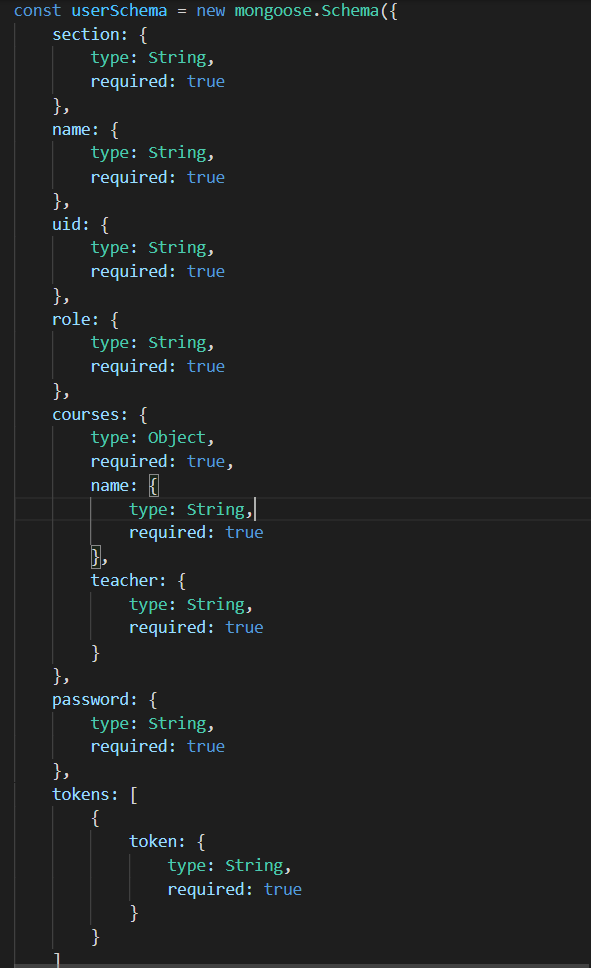 const userSchema = new mongoose.Schema({
    section: {
        type: String,
        required: true
    },
    name: {
        type: String,
        required: true
    },
    uid: {
        type: String,
        required: true
    },
    role: {
        type: String,
        required: true
    },
    courses: {
        type: Object,
        required: true,
        name: {
            type: String,
            required: true
        },
        teacher: {
            type: String,
            required: true
        }
    },
    password: {
        type: String,
        required: true
    },
    tokens: [
        {
            token: {
                type: String,
                required: true
            }
        }
    ]